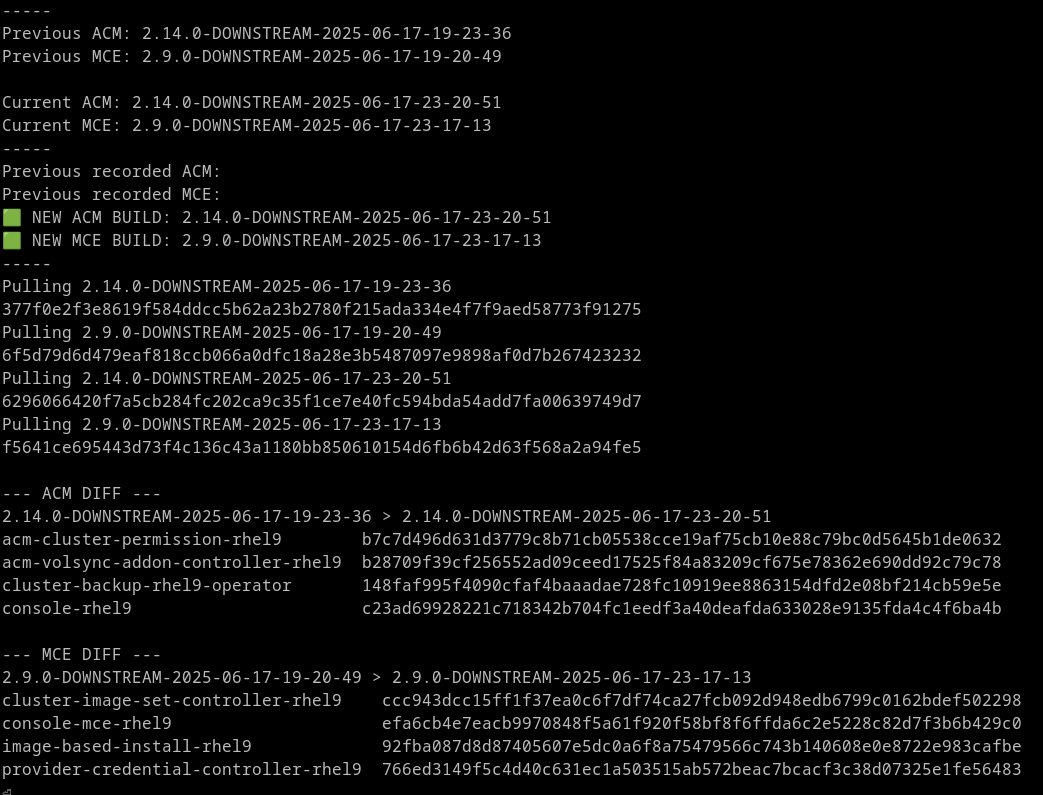 -----
Previous ACM: 2.14.0-DOWNSTREAM-2025-06-17-19-23-36
Previous MCE: 2.9.0-DOWNSTREAM-2025-06-17-19-20-49

Current ACM: 2.14.0-DOWNSTREAM-2025-06-17-23-20-51
Current MCE: 2.9.0-DOWNSTREAM-2025-06-17-23-17-13
-----
Previous recorded ACM:
Previous recorded MCE:
🟩 NEW ACM BUILD: 2.14.0-DOWNSTREAM-2025-06-17-23-20-51
🟩 NEW MCE BUILD: 2.9.0-DOWNSTREAM-2025-06-17-23-17-13
-----
Pulling 2.14.0-DOWNSTREAM-2025-06-17-19-23-36
377f0e2f3e8619f584ddcc5b62a23b2780f215ada334e4f7f9aed58773f91275
Pulling 2.9.0-DOWNSTREAM-2025-06-17-19-20-49
6f5d79d6d479eaf818ccb066a0dfc18a28e3b5487097e9898af0d7b267423232
Pulling 2.14.0-DOWNSTREAM-2025-06-17-23-20-51
6296066420f7a5cb284fc202ca9c35f1ce7e40fc594bda54add7fa00639749d7
Pulling 2.9.0-DOWNSTREAM-2025-06-17-23-17-13
f5641ce695443d73f4c136c43a1180bb850610154d6fb6b42d63f568a2a94fe5

--- ACM DIFF ---
2.14.0-DOWNSTREAM-2025-06-17-19-23-36 > 2.14.0-DOWNSTREAM-2025-06-17-23-20-51
acm-cluster-permission-rhel9        b7c7d496d631d3779c8b71cb05538cce19af75cb10e88c79bc0d5645b1de0632
acm-volsync-addon-controller-rhel9  b28709f39cf256552ad09ceed17525f84a83209cf675e78362e690dd92c79c78
cluster-backup-rhel9-operator       148faf995f4090cfaf4baaadae728fc10919ee8863154dfd2e08bf214cb59e5e
console-rhel9                       c23ad69928221c718342b704fc1eedf3a40deafda633028e9135fda4c4f6ba4b

--- MCE DIFF ---
2.9.0-DOWNSTREAM-2025-06-17-19-20-49 > 2.9.0-DOWNSTREAM-2025-06-17-23-17-13
cluster-image-set-controller-rhel9    ccc943dcc15ff1f37ea0c6f7df74ca27fcb092d948edb6799c0162bdef502298
console-mce-rhel9                     efa6cb4e7eacb9970848f5a61f920f58bf8f6ffda6c2e5228c82d7f3b6b429c0
image-based-install-rhel9             92fba087d8d87405607e5dc0a6f8a75479566c743b140608e0e8722e983cafbe
provider-credential-controller-rhel9  766ed3149f5c4d40c631ec1a503515ab572beac7bcacf3c38d07325e1fe56483